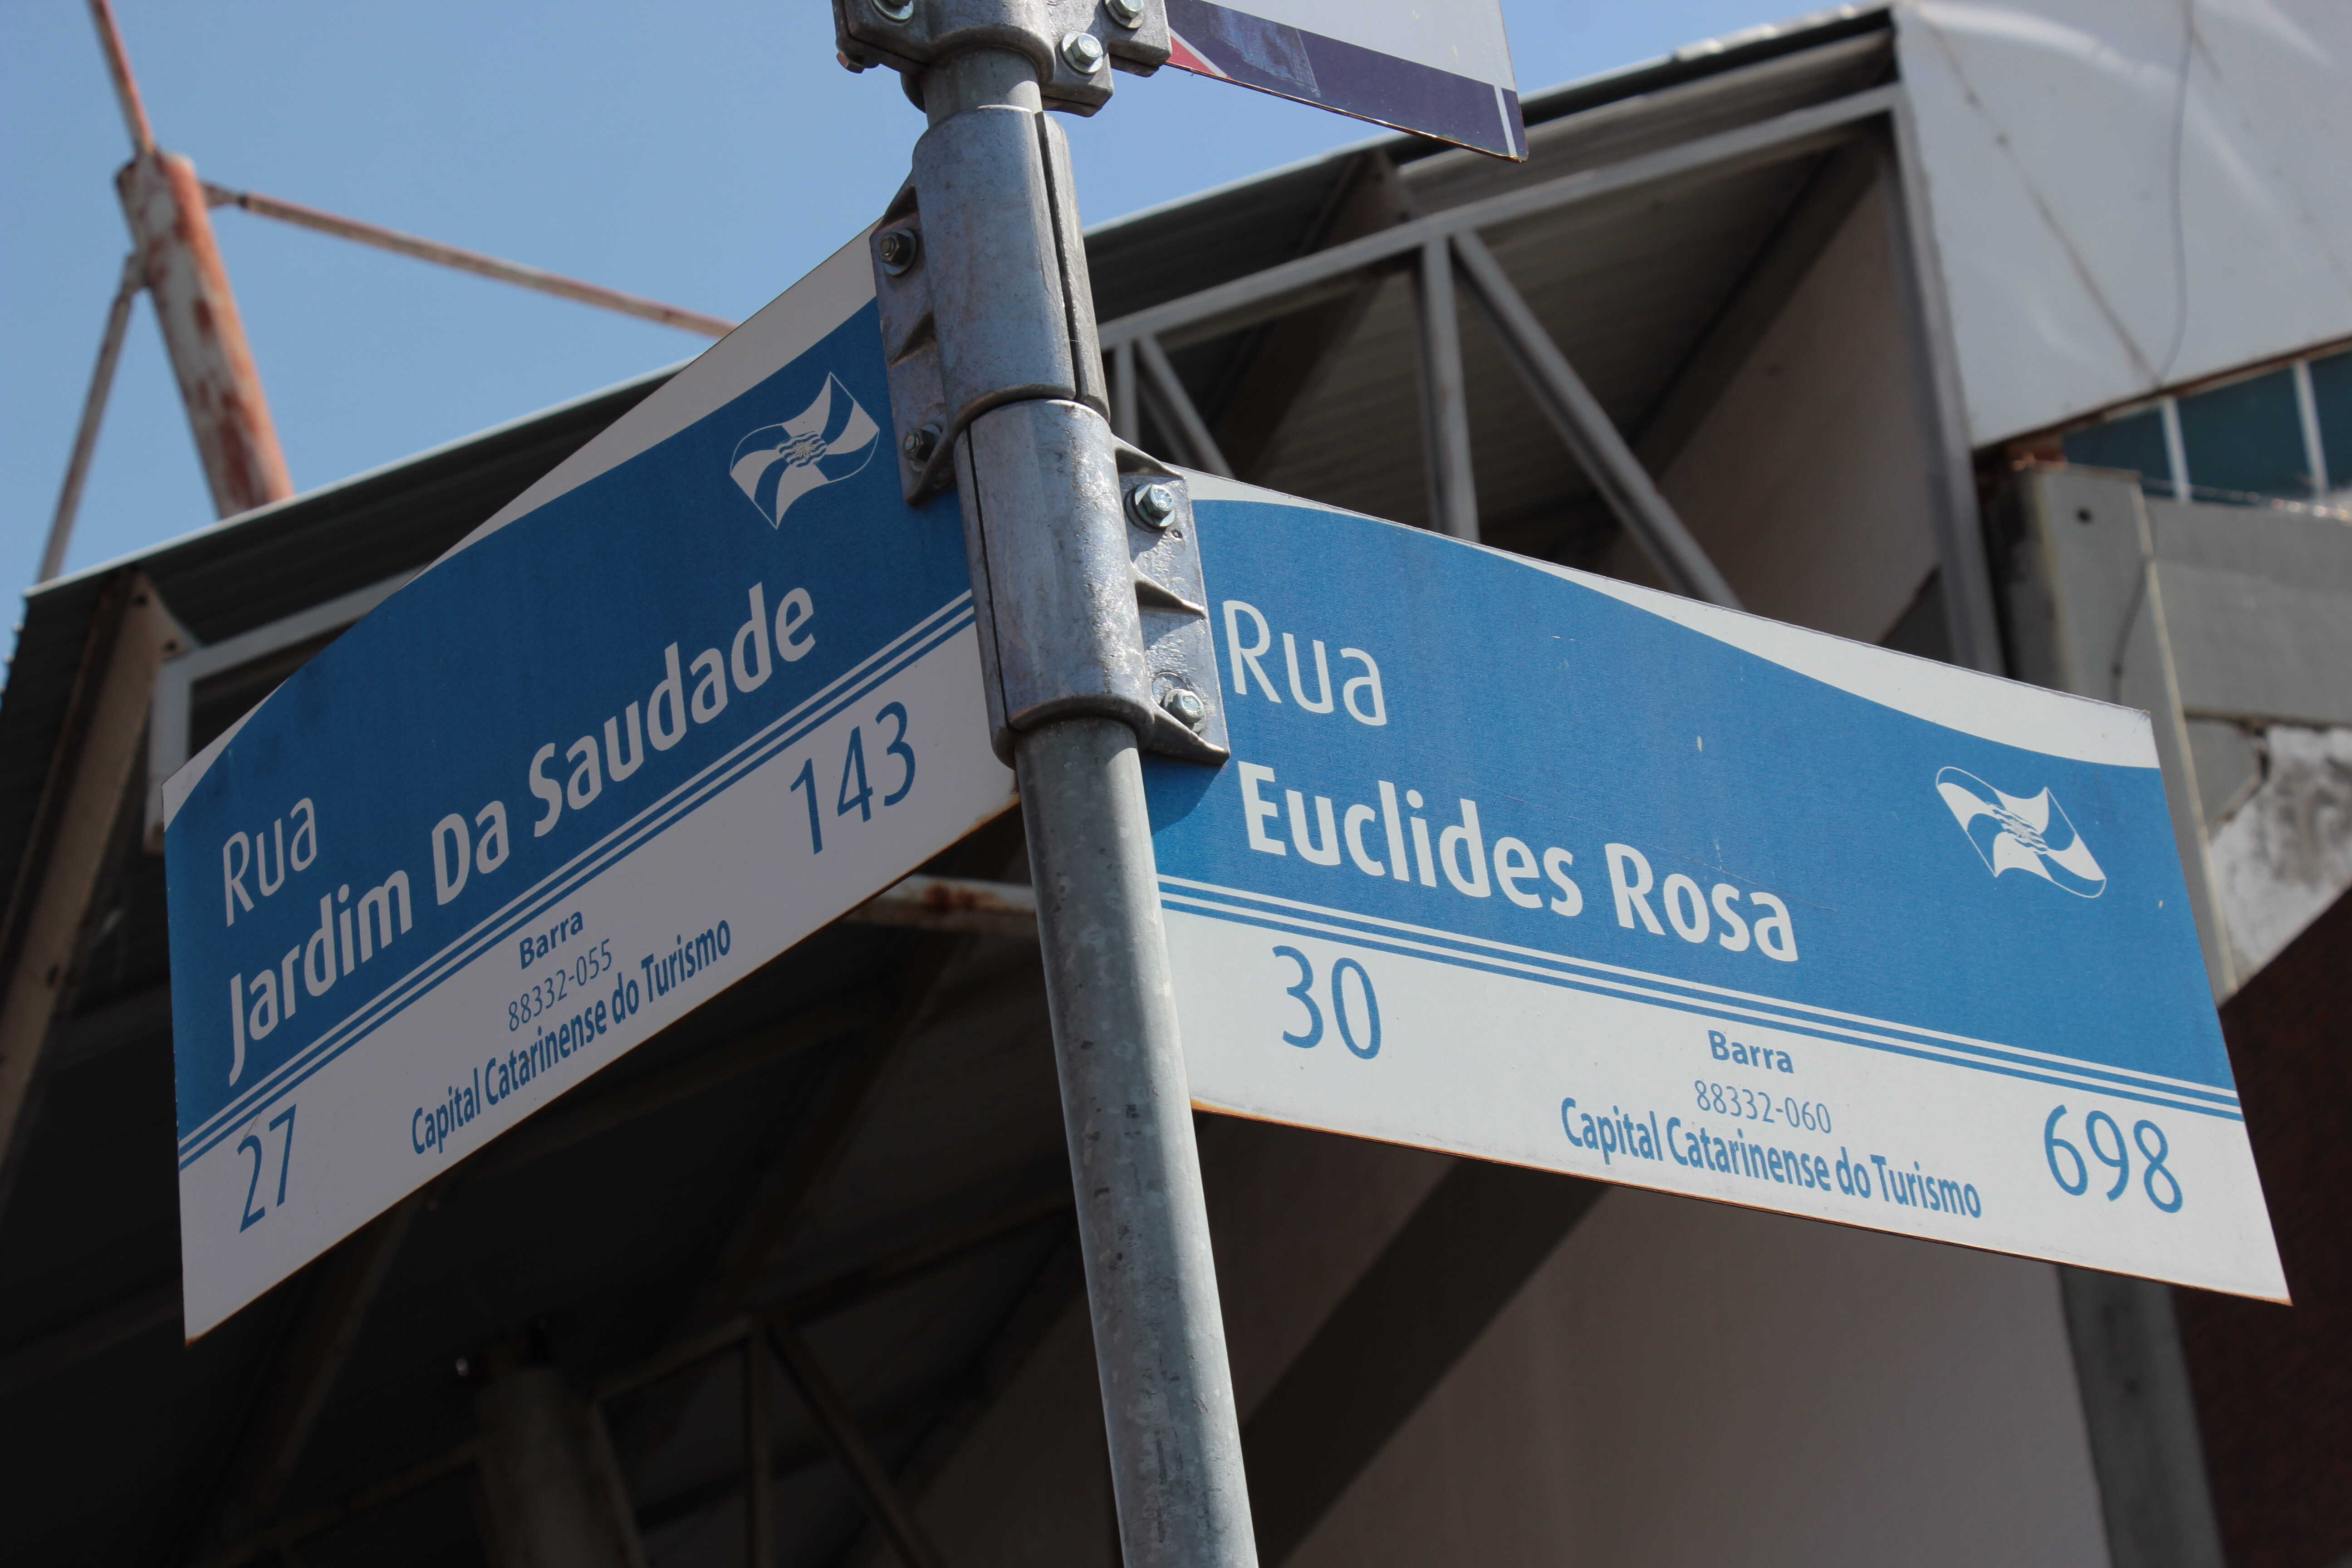 Rua
Jardim Da Saudade
27
Barra
143
88332-055
Capital Catarinense do Turismo
Rua
Euclides Rosa
30
Barra
698
88332-060
Capital Catarinense do Turismo